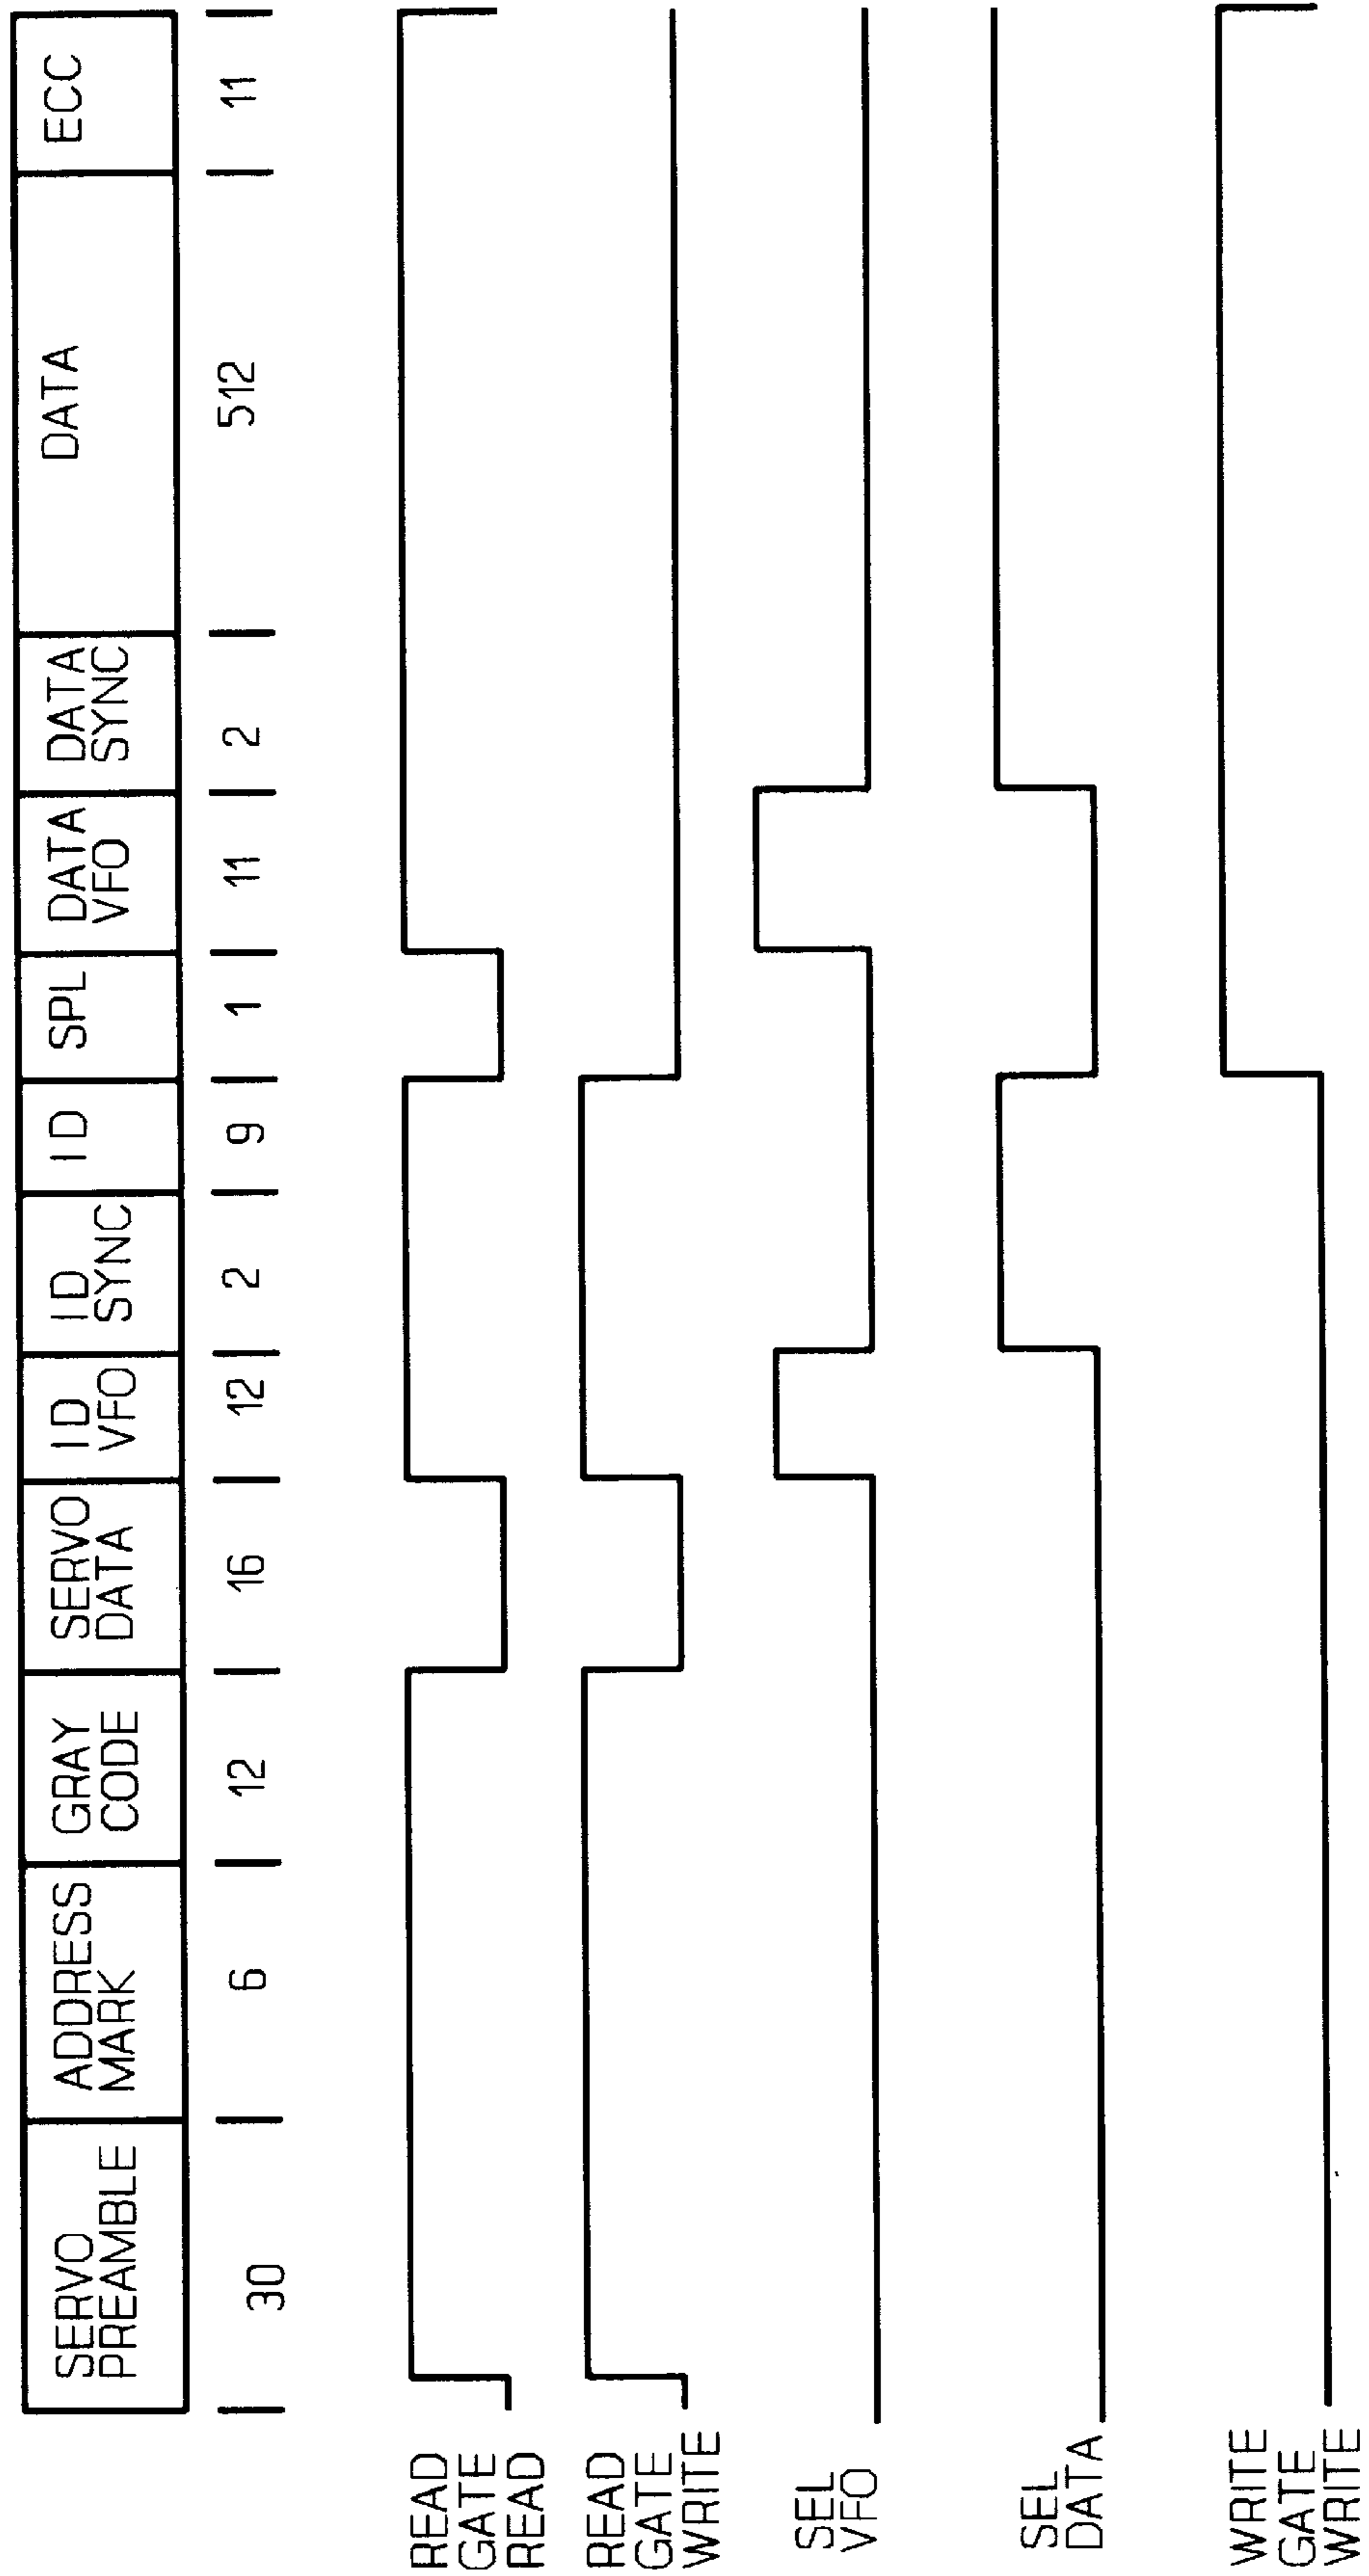 SERVO
PREAMBLE
ADDRESS
MARK
GRAY
CODE
SERVO
DATA
ID
VFO
ID
SYNC
ID
SPL
DATA
VFO
DATA
SYNC
DATA
ECC
30
6
12
16
12
2
9
1
11
2
512
11
READ
GATE
READ
READ
GATE
WRITE
SEL
VFO
SEL
DATA
WRITE
GATE
WRITE